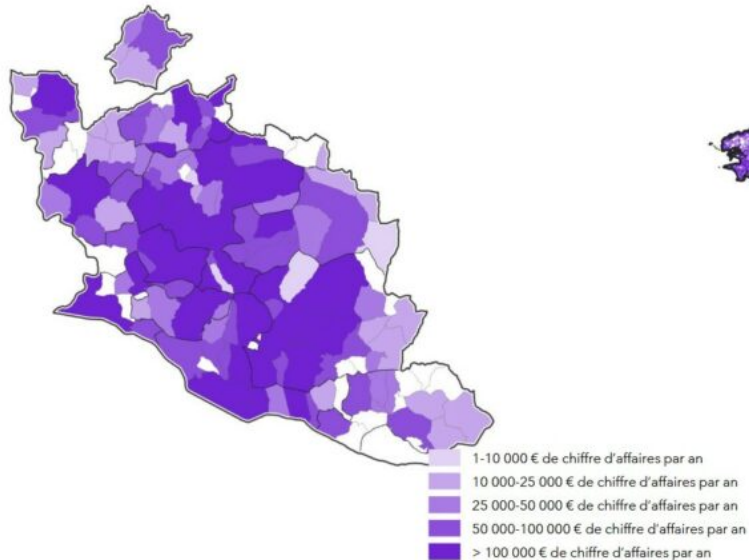 1-10 000 € de chiffre d'affaires par an
10 000-25 000 € de chiffre d'affaires par an
25 000-50 000 € de chiffre d'affaires par an
50 000-100 000 € de chiffre d'affaires par an
> 100 000 € de chiffre d'affaires par an